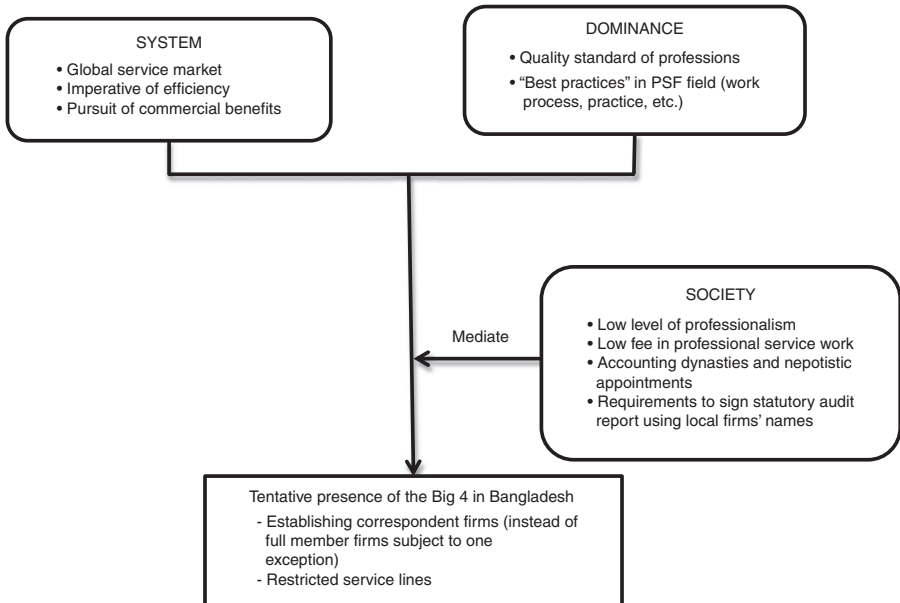 SYSTEM
• Global service market
• Imperative of efficiency
• Pursuit of commercial benefits
DOMINANCE
• Quality standard of professions
• “Best practices” in PSF field (work
process, practice, etc.)
SOCIETY
• Low level of professionalism
• Low fee in professional service work
• Accounting dynasties and nepotistic
appointments
• Requirements to sign statutory audit
report using local firms’ names
Mediate
Tentative presence of the Big 4 in Bangladesh
- Establishing correspondent firms (instead of
full member firms subject to one
exception)
- Restricted service lines